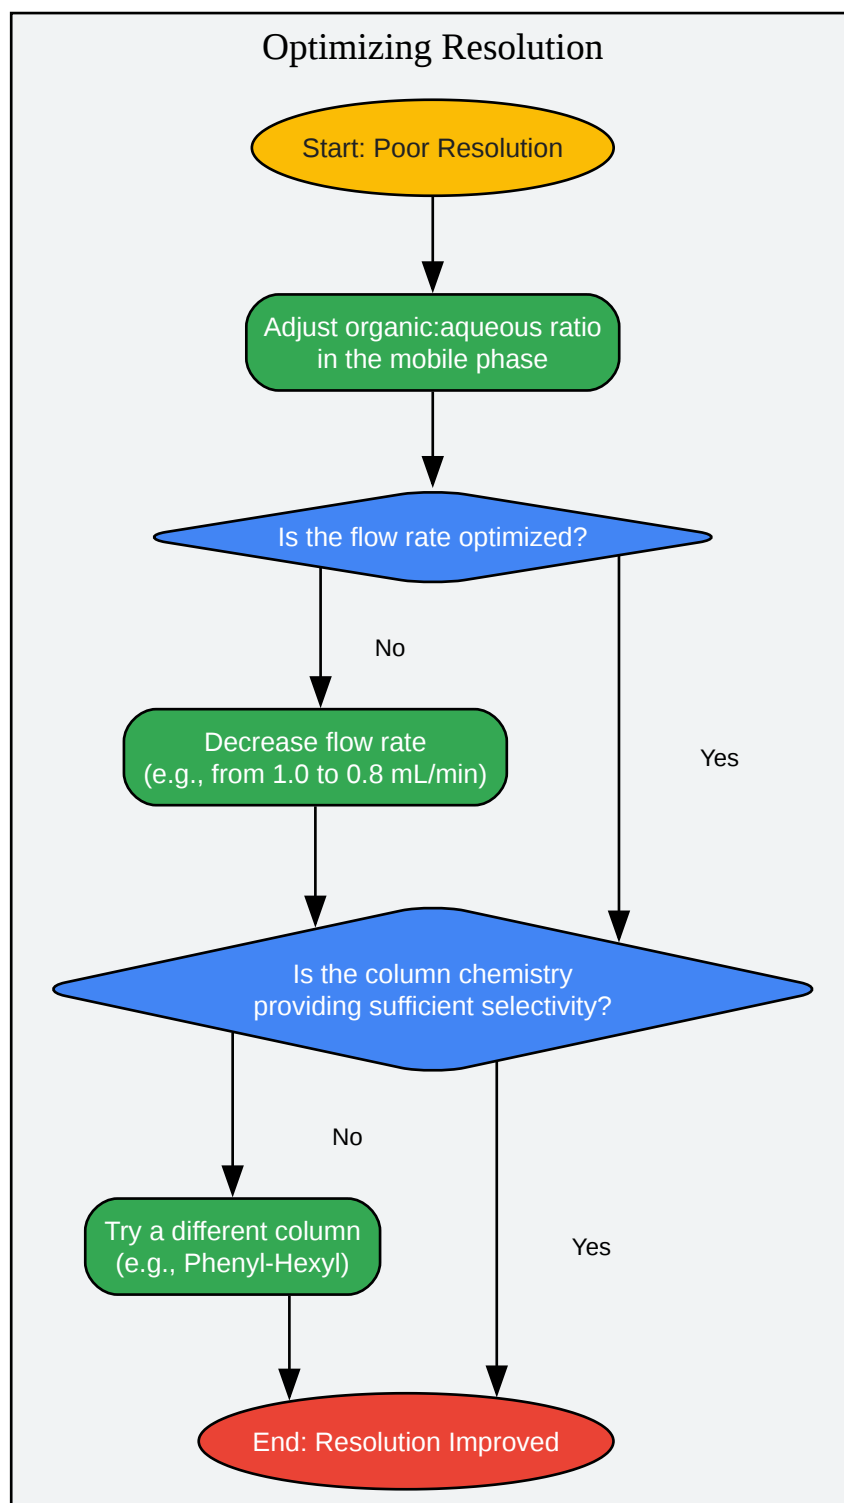 Optimizing Resolution
Start: Poor Resolution
Adjust organic:aqueous ratio
in the mobile phase
Is the flow rate optimized?
No
Decrease flow rate
(e.g., from 1.0 to 0.8 mL/min)
Yes
Is the column chemistry
providing sufficient selectivity?
No
Try a different column
(e.g., Phenyl-Hexyl)
Yes
End: Resolution Improved